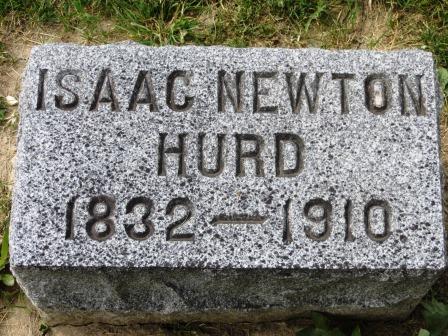 ISAAC NEWTON
HURD
1832 — 1910